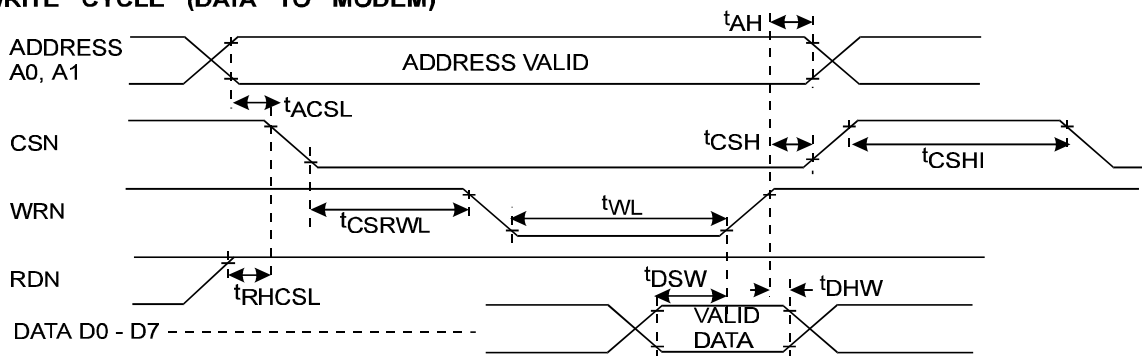 WRITE CYCLE (DATA TO MODEM)
tAH
ADDRESS
A0, A1
ADDRESS VALID
tACSL
CSN
tCSH
tCSHI
WRN
tCSRWL
tWL
RDN
tRHCSL
tDSW
tDHW
DATA D0 - D7
VALID
DATA